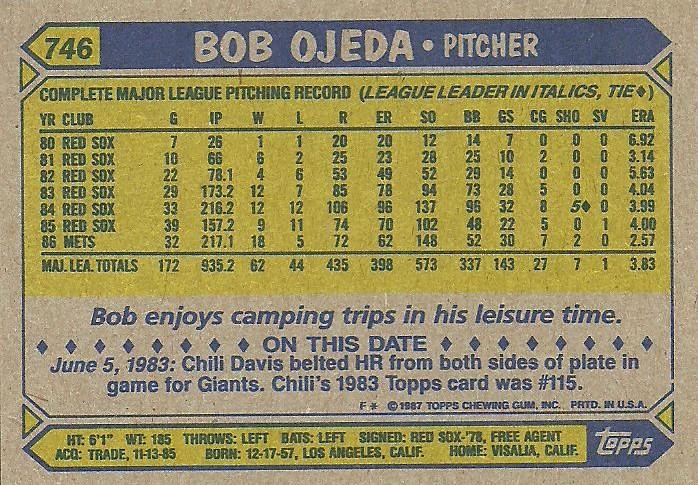 746 BOB OJEDA • PITCHER
COMPLETE MAJOR LEAGUE PITCHING RECORD (LEAGUE LEADER IN ITALICS, TIE♦)
YR CLUB G IP W L R ER SO BB GS CG SHO SV ERA
80 RED SOX 7 26 1 1 20 20 12 14 7 0 0 0 6.92
81 RED SOX 10 66 6 2 25 23 28 25 10 2 0 0 3.14
82 RED SOX 22 78.1 4 6 53 49 52 29 14 0 0 0 5.63
83 RED SOX 29 173.2 12 7 85 78 94 73 28 5 0 0 4.04
84 RED SOX 33 216.2 12 12 106 96 137 96 32 8 5♦ 0 3.99
85 RED SOX 39 157.2 9 11 74 70 102 48 22 5 0 1 4.00
86 METS 32 217.1 18 5 72 62 148 52 30 7 2 0 2.57
MAJ. LEA. TOTALS 172 935.2 62 44 435 398 573 337 143 27 7 1 3.83
Bob enjoys camping trips in his leisure time.
♦ ♦ ♦ ♦ ♦ ♦ ♦ ♦ ON THIS DATE ♦ ♦ ♦ ♦ ♦ ♦ ♦ ♦
June 5, 1983: Chili Davis belted HR from both sides of plate in
game for Giants. Chili's 1983 Topps card was #115.
F* ©1987 TOPPS CHEWING GUM, INC. PRTD. IN U.S.A.
HT: 6'1" WT: 185 THROWS: LEFT BATS: LEFT SIGNED: RED SOX-'78, FREE AGENT
ACQ: TRADE, 11-13-85 BORN: 12-17-57, LOS ANGELES, CALIF. HOME: VISALIA, CALIF.
Topps